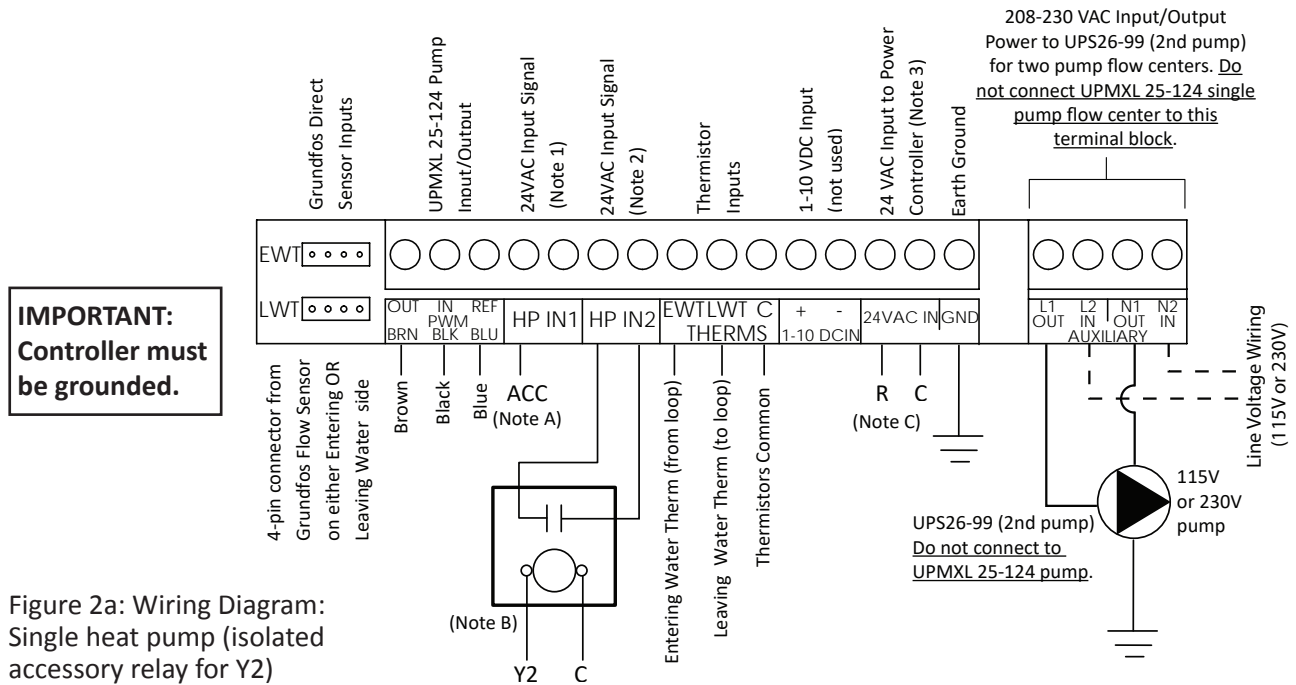 208-230 VAC Input/Output
Power to UPS26-99 (2nd pump)
for two pump flow centers. Do
not connect UPMXL 25-124 single
pump flow center to this
terminal block.
Grundfos Direct
Sensor Inputs
UPMXL 25-124 Pump
Input/Output
24VAC Input Signal
(Note 1)
24VAC Input Signal
(Note 2)
Thermistor
Inputs
1-10 VDC Input
(not used)
24 VAC Input to Power
Controller (Note 3)
Earth Ground
EWT
LWT
OUT IN REF
PWM
BRN BLK BLU
HP IN1
HP IN2
EWT LWT C
THERMS
+ -
1-10 DCIN
24VAC IN
GND
L1 L2 N1 N2
OUT IN OUT IN
AUXILIARY
IMPORTANT:
Controller must
be grounded.
4-pin connector from
Grundfos Flow Sensor
on either Entering OR
Leaving Water side
Brown
Black
Blue
ACC
(Note A)
Entering Water Therm (from loop)
Leaving Water Therm (to loop)
Thermistors Common
R C
(Note C)
Line Voltage Wiring
(115V or 230V)
115V
or 230V
pump
UPS26-99 (2nd pump)
Do not connect to
UPMXL 25-124 pump.
(Note B)
Y2 C
Figure 2a: Wiring Diagram:
Single heat pump (isolated
accessory relay for Y2)